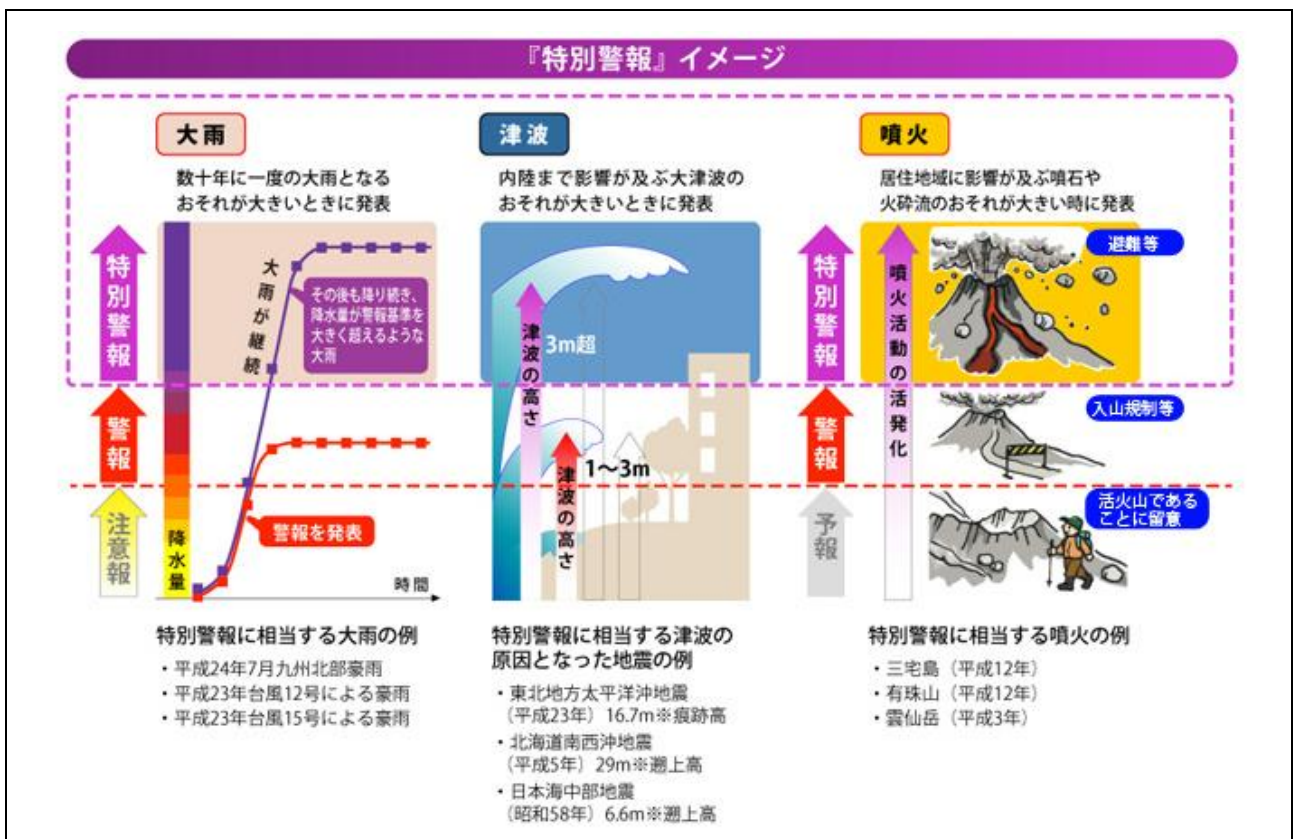 『特別警報』イメージ
大雨
数十年に一度の大雨となる
おそれが大きいときに発表
特別警報
警報
注意報
降水量
大雨が継続
その後も降り続き、
降水量が警報基準を
大きく超えるような
大雨
警報を発表
時間
特別警報に相当する大雨の例
・平成24年7月九州北部豪雨
・平成23年台風12号による豪雨
・平成23年台風15号による豪雨
津波
内陸まで影響が及ぶ大津波の
おそれが大きいときに発表
津波の高さ
3m超
津波の高さ
1〜3m
特別警報に相当する津波の
原因となった地震の例
・東北地方太平洋沖地震
（平成23年）16.7m※痕跡高
・北海道南西沖地震
（平成5年）29m※遡上高
・日本海中部地震
（昭和58年）6.6m※遡上高
噴火
居住地域に影響が及ぶ噴石や
火砕流のおそれが大きい時に発表
特別警報
警報
予報
噴火活動の活発化
避難等
入山規制等
活火山である
ことに留意
特別警報に相当する噴火の例
・三宅島（平成12年）
・有珠山（平成12年）
・雲仙岳（平成3年）